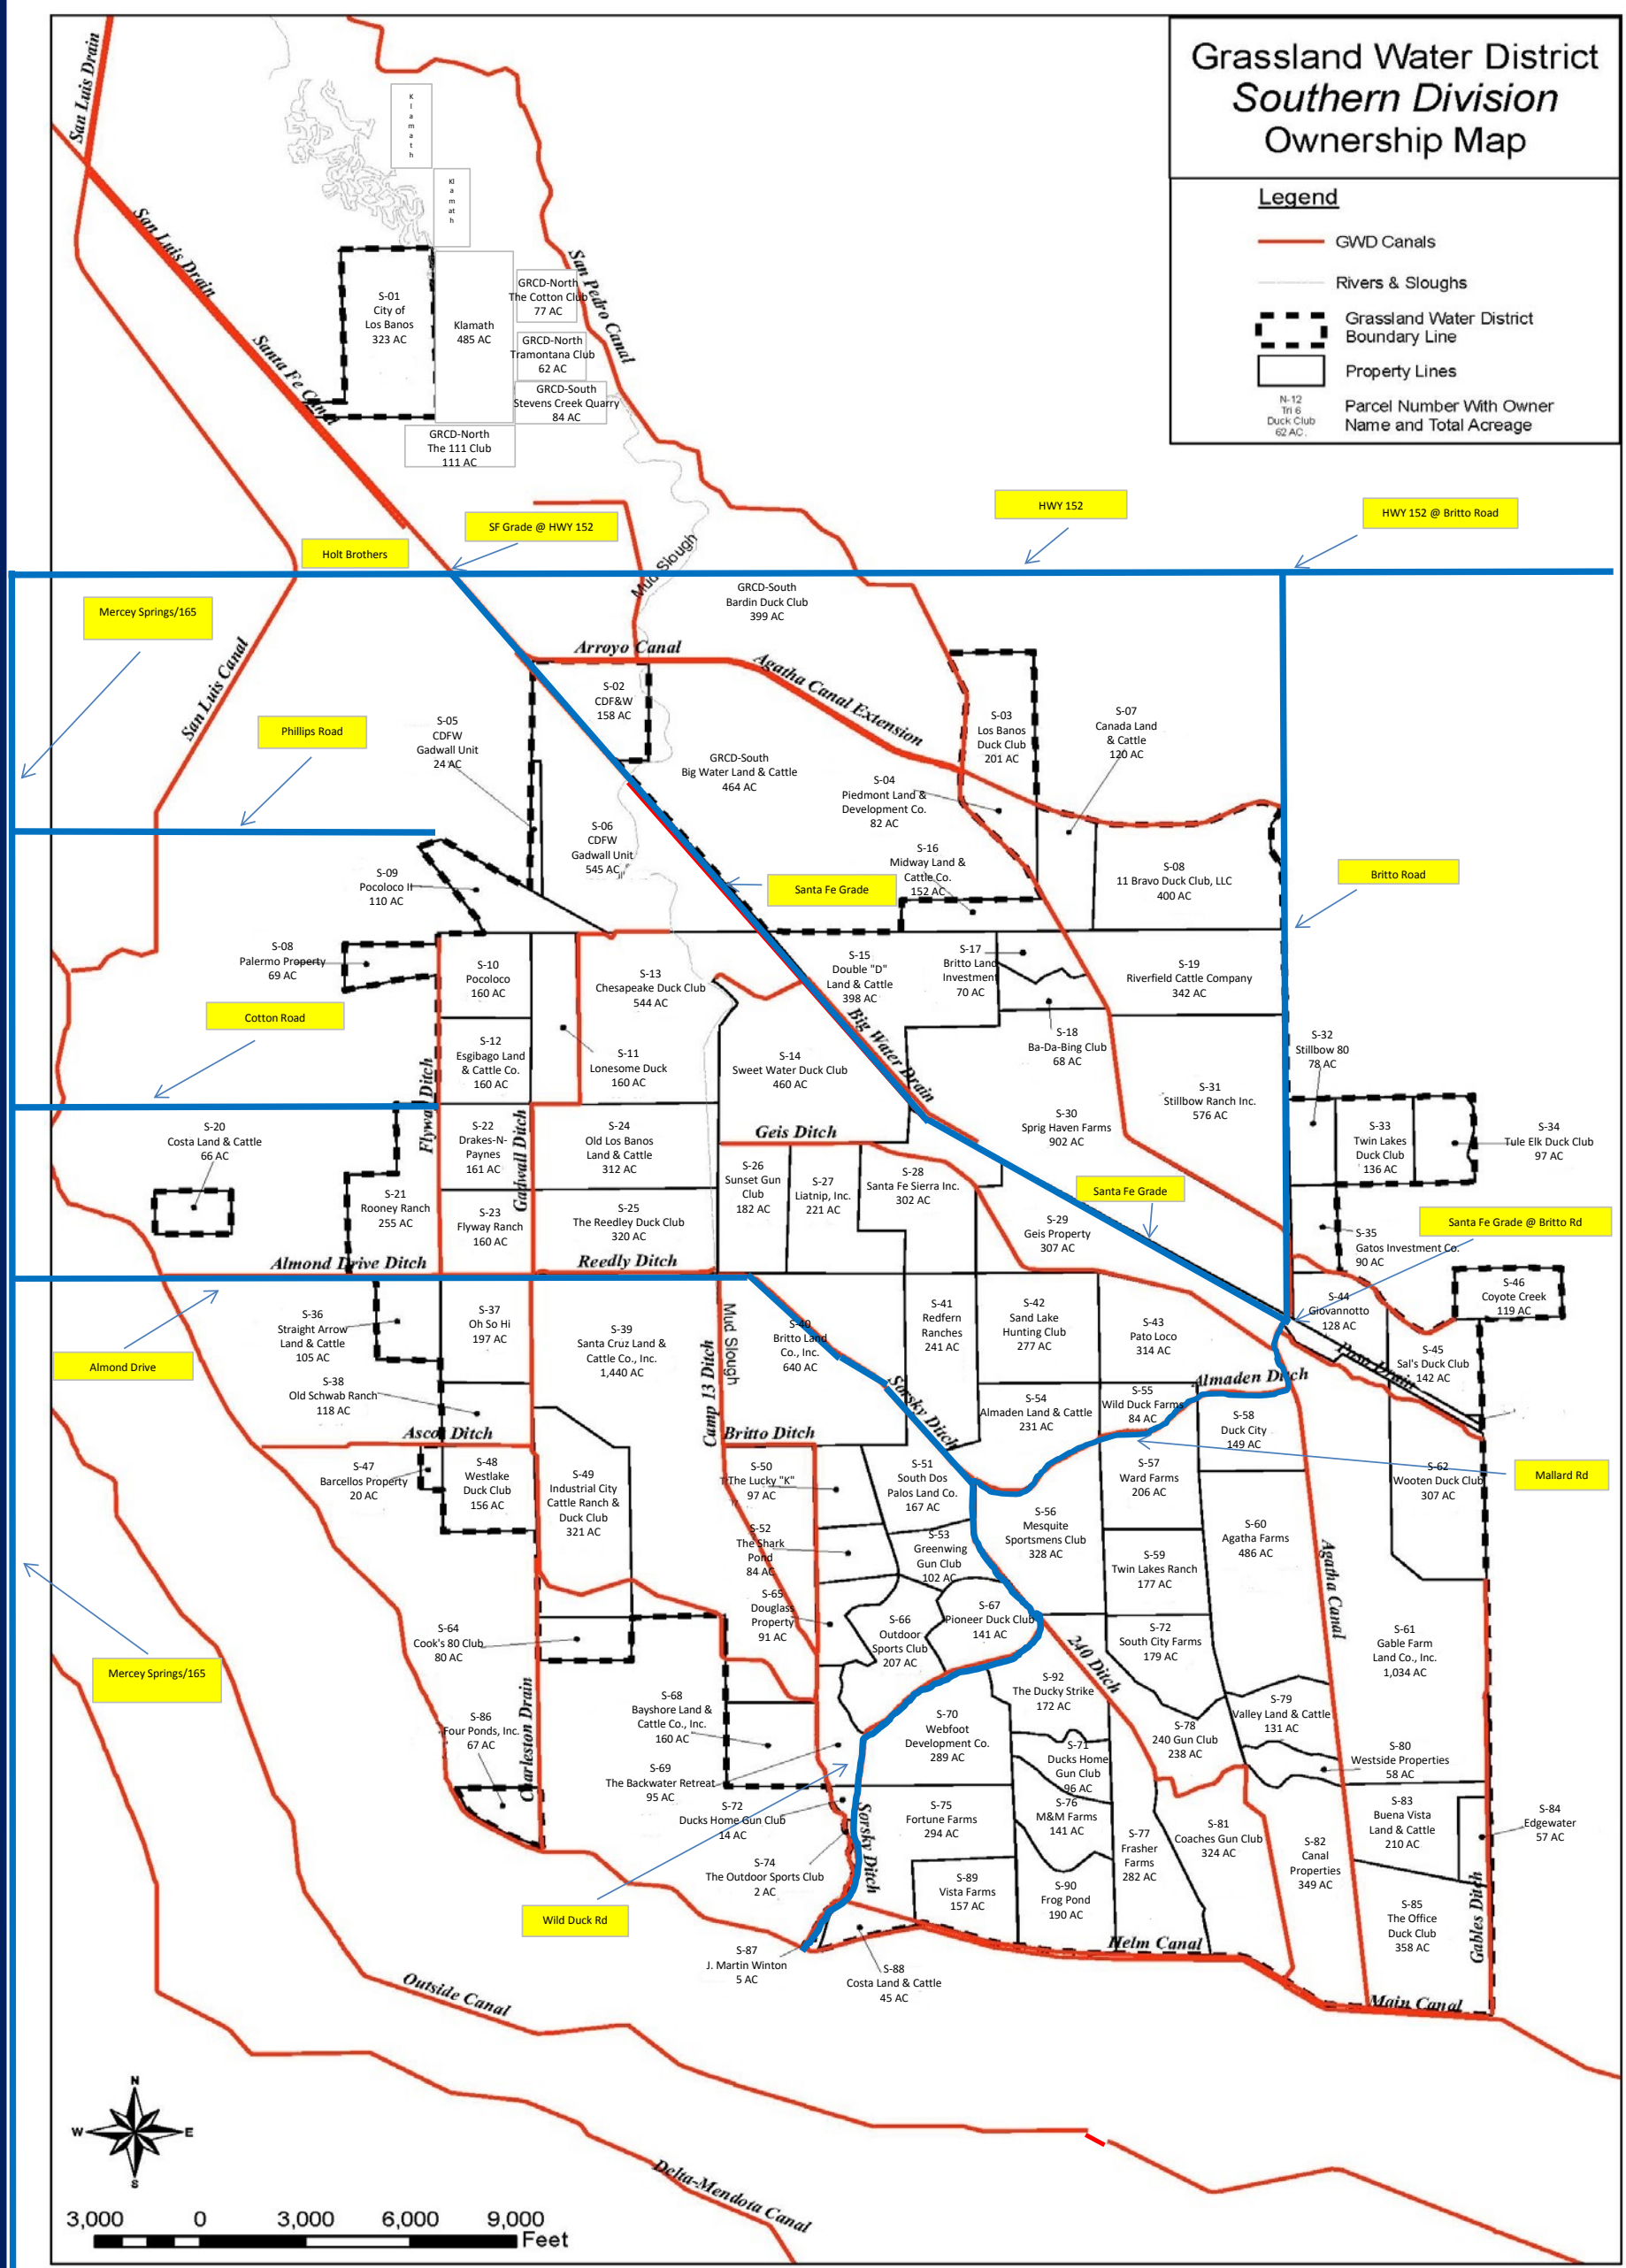 Grassland Water District
Southern Division
Ownership Map
Legend
GWD Canals
Rivers & Sloughs
Grassland Water District
Boundary Line
Property Lines
N-12
Tri 6
Duck Club
62 AC.
Parcel Number With Owner
Name and Total Acreage
San Luis Drain
San Luis Drain
Santa Fe Canal
San Pedro Canal
Klamath
Klamath
S-01
City of
Los Banos
323 AC
Klamath
485 AC
GRCD-North
The Cotton Club
77 AC
GRCD-North
Tramontana Club
62 AC
GRCD-South
Stevens Creek Quarry
84 AC
GRCD-North
The 111 Club
111 AC
HWY 152
HWY 152 @ Britto Road
SF Grade @ HWY 152
Holt Brothers
Mud Slough
Mercey Springs/165
GRCD-South
Bardin Duck Club
399 AC
San Luis Canal
Arroyo Canal
Agatha Canal Extension
S-02
CDF&W
158 AC
S-03
Los Banos
Duck Club
201 AC
S-07
Canada Land
& Cattle
120 AC
Phillips Road
S-05
CDFW
Gadwall Unit
24 AC
GRCD-South
Big Water Land & Cattle
464 AC
S-04
Piedmont Land &
Development Co.
82 AC
S-06
CDFW
Gadwall Unit
545 AC
S-16
Midway Land &
Cattle Co.
152 AC
S-08
11 Bravo Duck Club, LLC
400 AC
Britto Road
S-09
Pocoloco II
110 AC
Santa Fe Grade
S-08
Palermo Property
69 AC
S-10
Pocoloco
160 AC
S-13
Chesapeake Duck Club
544 AC
S-15
Double "D"
Land & Cattle
398 AC
S-17
Britto Land
Investment
70 AC
S-19
Riverfield Cattle Company
342 AC
Cotton Road
Big Water Drain
S-12
Esgibago Land
& Cattle Co.
160 AC
S-11
Lonesome Duck
160 AC
S-14
Sweet Water Duck Club
460 AC
S-18
Ba-Da-Bing Club
68 AC
S-32
Stillbow 80
78 AC
Flyway Ditch
S-31
Stillbow Ranch Inc.
576 AC
S-20
Costa Land & Cattle
66 AC
S-22
Drakes-N-
Paynes
161 AC
Gadwall Ditch
S-24
Old Los Banos
Land & Cattle
312 AC
Geis Ditch
S-30
Sprig Haven Farms
902 AC
S-33
Twin Lakes
Duck Club
136 AC
S-34
Tule Elk Duck Club
97 AC
S-21
Rooney Ranch
255 AC
S-26
Sunset Gun
Club
182 AC
S-27
Liatnip, Inc.
221 AC
S-28
Santa Fe Sierra Inc.
302 AC
Santa Fe Grade
S-23
Flyway Ranch
160 AC
S-25
The Reedley Duck Club
320 AC
S-29
Geis Property
307 AC
S-35
Gatos Investment Co.
90 AC
Santa Fe Grade @ Britto Rd
Almond Drive Ditch
Reedly Ditch
S-46
Coyote Creek
119 AC
S-44
Giovannotto
128 AC
S-36
Straight Arrow
Land & Cattle
105 AC
S-37
Oh So Hi
197 AC
S-39
Santa Cruz Land &
Cattle Co., Inc.
1,440 AC
Camp 13 Ditch
Mud Slough
S-40
Britto Land
Co., Inc.
640 AC
S-41
Redfern
Ranches
241 AC
S-42
Sand Lake
Hunting Club
277 AC
S-43
Pato Loco
314 AC
S-45
Sal's Duck Club
142 AC
Almond Drive
S-38
Old Schwab Ranch
118 AC
Sorsky Ditch
Almaden Ditch
S-54
Almaden Land & Cattle
231 AC
S-55
Wild Duck Farms
84 AC
S-58
Duck City
149 AC
Ascot Ditch
Britto Ditch
S-47
Barcellos Property
20 AC
S-48
Westlake
Duck Club
156 AC
S-49
Industrial City
Cattle Ranch &
Duck Club
321 AC
S-50
The Lucky "K"
97 AC
S-51
South Dos
Palos Land Co.
167 AC
S-57
Ward Farms
206 AC
S-62
Wooten Duck Club
307 AC
Mallard Rd
S-52
The Shark
Pond
84 AC
S-53
Greenwing
Gun Club
102 AC
S-56
Mesquite
Sportsmens Club
328 AC
S-60
Agatha Farms
486 AC
S-59
Twin Lakes Ranch
177 AC
Agatha Canal
S-65
Douglass
Property
91 AC
S-66
Outdoor
Sports Club
207 AC
S-67
Pioneer Duck Club
141 AC
S-64
Cook's 80 Club
80 AC
240 Ditch
S-72
South City Farms
179 AC
S-61
Gable Farm
Land Co., Inc.
1,034 AC
Mercey Springs/165
S-92
The Ducky Strike
172 AC
S-68
Bayshore Land &
Cattle Co., Inc.
160 AC
S-70
Webfoot
Development Co.
289 AC
S-79
Valley Land & Cattle
131 AC
S-86
Four Ponds, Inc.
67 AC
Charleston Drain
S-78
240 Gun Club
238 AC
S-71
Ducks Home
Gun Club
96 AC
S-80
Westside Properties
58 AC
S-69
The Backwater Retreat
95 AC
S-72
Ducks Home Gun Club
14 AC
Sorsky Ditch
S-75
Fortune Farms
294 AC
S-76
M&M Farms
141 AC
S-77
Frasher
Farms
282 AC
S-81
Coaches Gun Club
324 AC
S-82
Canal
Properties
349 AC
S-83
Buena Vista
Land & Cattle
210 AC
S-84
Edgewater
57 AC
S-74
The Outdoor Sports Club
2 AC
S-89
Vista Farms
157 AC
S-90
Frog Pond
190 AC
S-85
The Office
Duck Club
358 AC
Gables Ditch
Wild Duck Rd
S-87
J. Martin Winton
5 AC
S-88
Costa Land & Cattle
45 AC
Helm Canal
Main Canal
Outside Canal
Delta-Mendota Canal
N
W
E
S
3,000 0 3,000 6,000 9,000
Feet